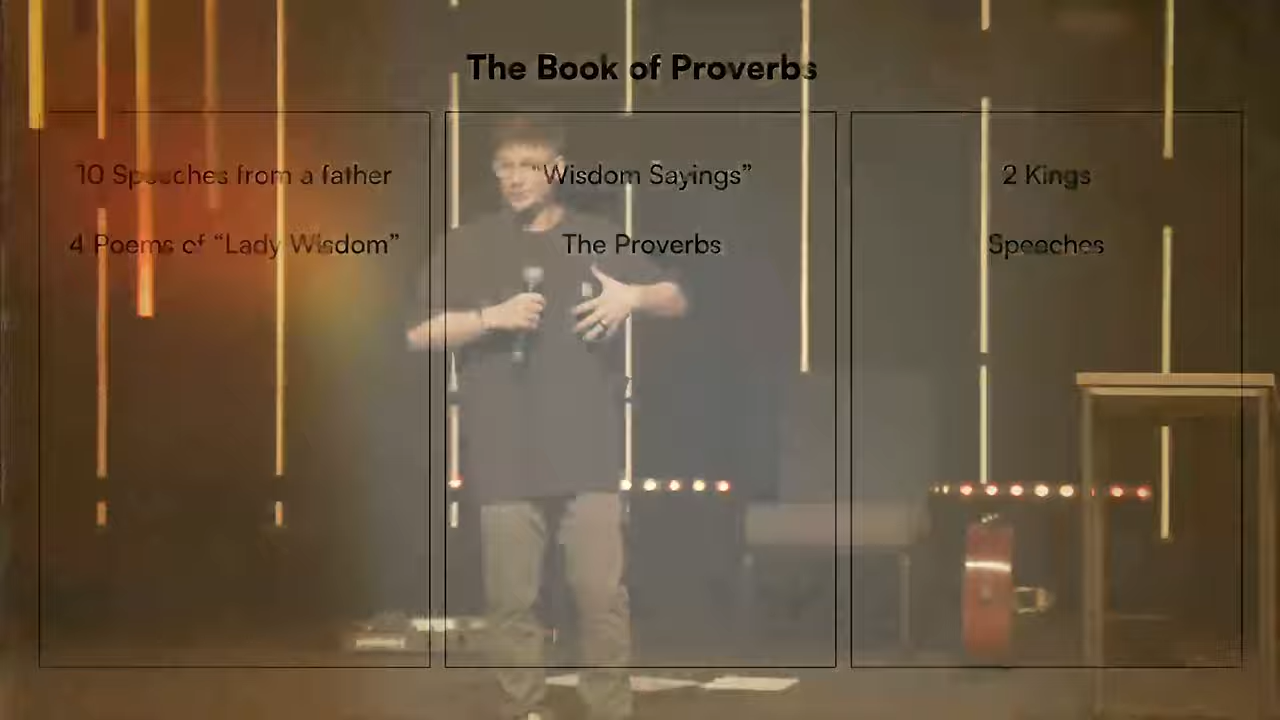 The Book of Proverbs
10 Speeches from a father
4 Poems of “Lady Wisdom”
“Wisdom Sayings”
The Proverbs
2 Kings
Speeches